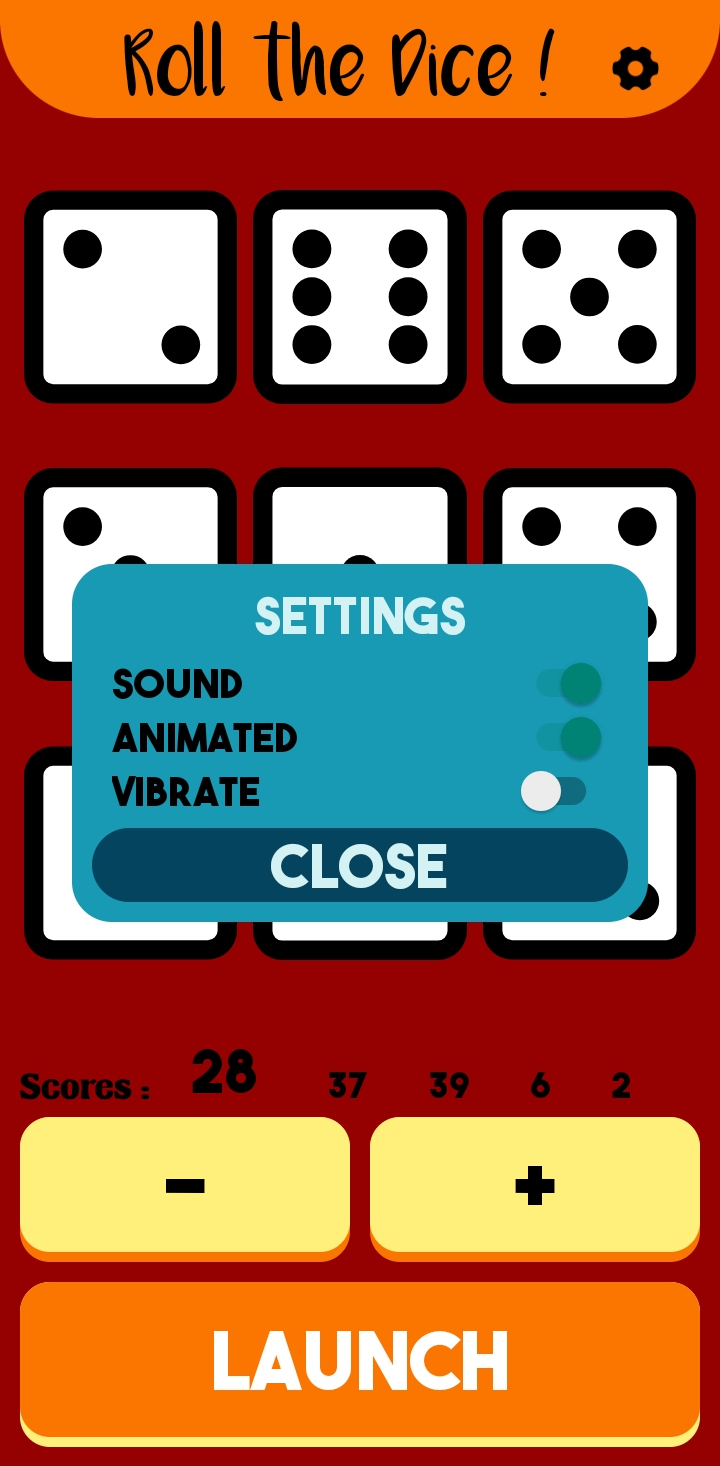 Roll the Dice !
SETTINGS
SOUND
ANIMATED
VIBRATE
CLOSE
Scores : 28 37 39 6 2
- +
LAUNCH